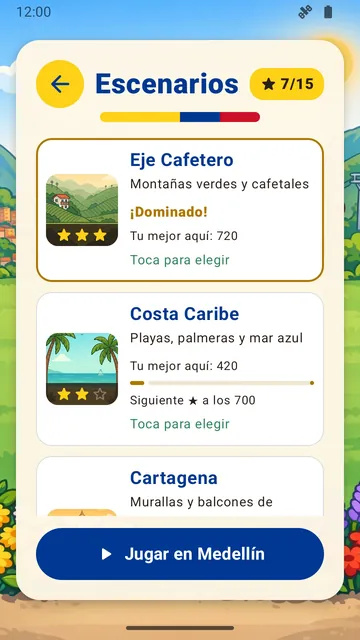 12:00
Escenarios
★ 7/15
Eje Cafetero
Montañas verdes y cafetales
¡Dominado!
Tu mejor aquí: 720
Toca para elegir
Costa Caribe
Playas, palmeras y mar azul
Tu mejor aquí: 420
Siguiente ★ a los 700
Toca para elegir
Cartagena
Murallas y balcones de
Jugar en Medellín